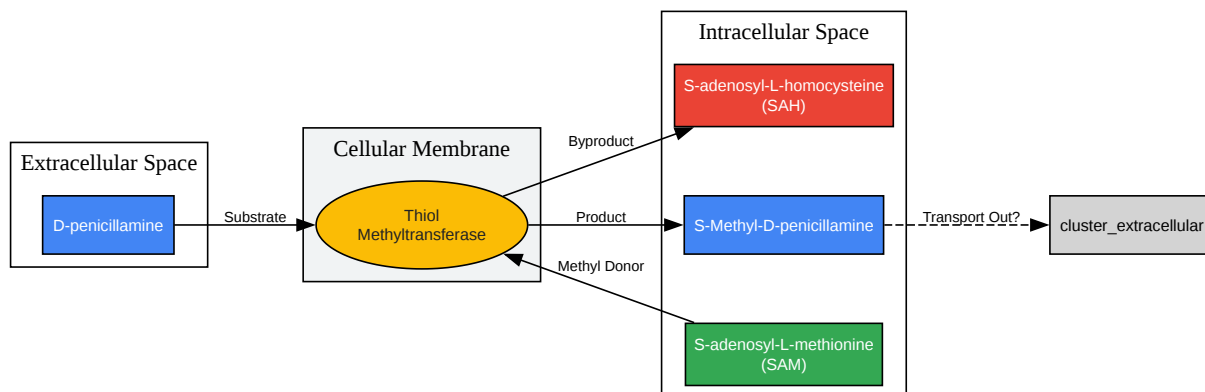 Extracellular Space
D-penicillamine
Substrate
Cellular Membrane
Thiol
Methyltransferase
Byproduct
Product
Methyl Donor
Intracellular Space
S-adenosyl-L-homocysteine
(SAH)
S-Methyl-D-penicillamine
S-adenosyl-L-methionine
(SAM)
Transport Out?
cluster_extracellular